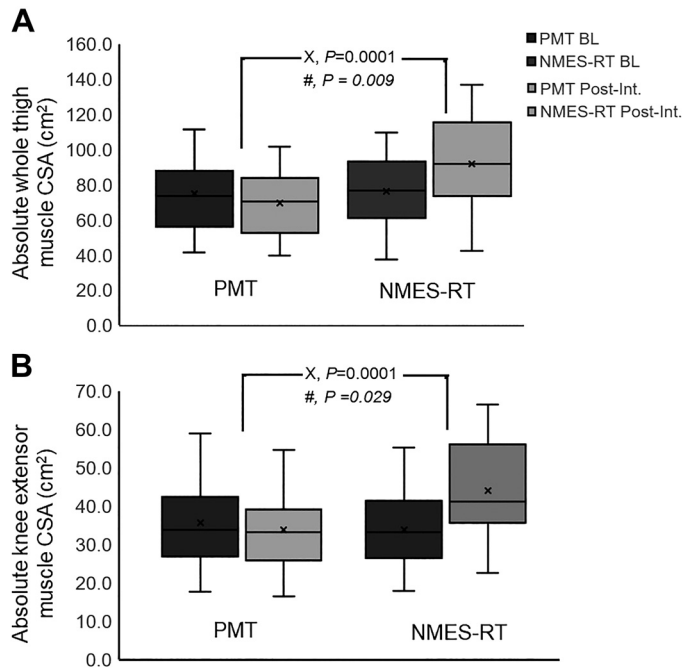 A
Absolute whole thigh
muscle CSA (cm²)
160.0
140.0
120.0
100.0
80.0
60.0
40.0
20.0
0.0
X, P=0.0001
#, P = 0.009
PMT
NMES-RT
PMT BL
NMES-RT BL
PMT Post-Int.
NMES-RT Post-Int.
B
Absolute knee extensor
muscle CSA (cm²)
70.0
60.0
50.0
40.0
30.0
20.0
10.0
0.0
X, P=0.0001
#, P =0.029
PMT
NMES-RT